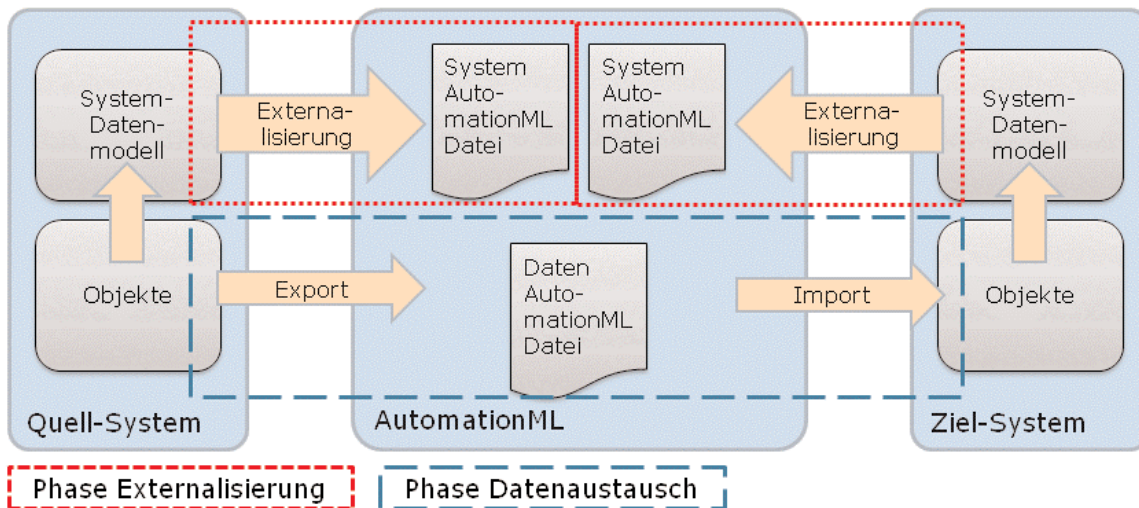 System-
Daten-
modell
Externa-
lisierung
System
Auto-
mationML
Datei
System
Auto-
mationML
Datei
Externa-
lisierung
System-
Daten-
modell
Objekte
Export
Daten
Auto-
mationML
Datei
Import
Objekte
Quell-System
AutomationML
Ziel-System
Phase Externalisierung
Phase Datenaustausch